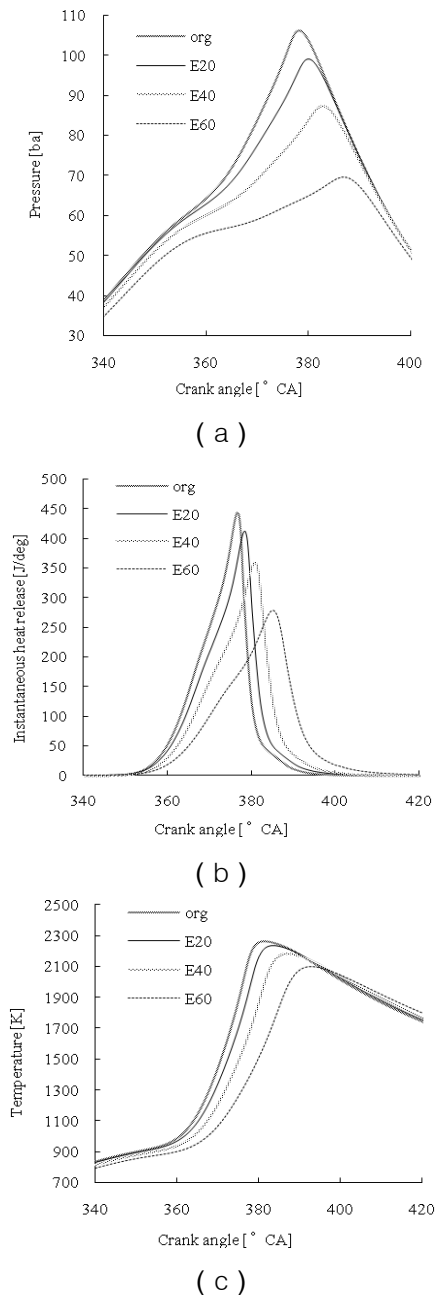 110
100
90
80
70
60
50
40
30
340
360
380
400
Pressure [ba]
Crank angle [° CA]
org
E20
E40
E60
( a )
500
450
400
350
300
250
200
150
100
50
0
340
360
380
400
420
Instantaneous heat release [J/deg]
Crank angle [° CA]
org
E20
E40
E60
( b )
2500
2300
2100
1900
1700
1500
1300
1100
900
700
340
360
380
400
420
Temperature [K]
Crank angle [° CA]
org
E20
E40
E60
( c )